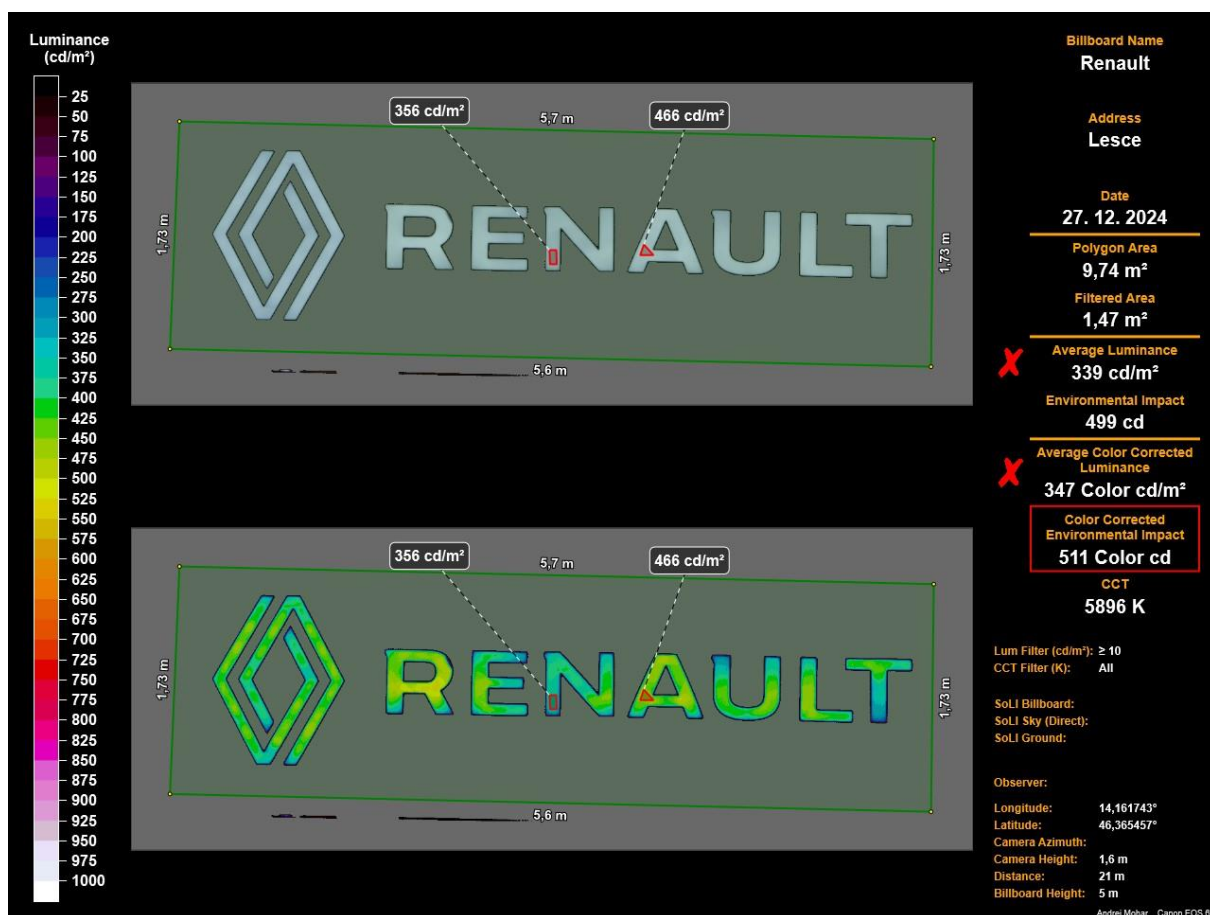 Luminance
(cd/m²)
25
50
75
100
125
150
175
200
225
250
275
300
325
350
375
400
425
450
475
500
525
550
575
600
625
650
675
700
725
750
775
800
825
850
875
900
925
950
975
1000
356 cd/m²
5,7 m
466 cd/m²
1,73 m
RENAULT
1,73 m
5,6 m
356 cd/m²
5,7 m
466 cd/m²
1,73 m
RENAULT
1,73 m
5,6 m
Billboard Name
Renault
Address
Lesce
Date
27. 12. 2024
Polygon Area
9,74 m²
Filtered Area
1,47 m²
Average Luminance
339 cd/m²
Environmental Impact
499 cd
Average Color Corrected
Luminance
347 Color cd/m²
Color Corrected
Environmental Impact
511 Color cd
CCT
5896 K
Lum Filter (cd/m²): ≥ 10
CCT Filter (K): All
SoLI Billboard:
SoLI Sky (Direct):
SoLI Ground:
Observer:
Longitude: 14,161743°
Latitude: 46,365457°
Camera Azimuth:
Camera Height: 1,6 m
Distance: 21 m
Billboard Height: 5 m
Andrej Mohar Canon EOS 6